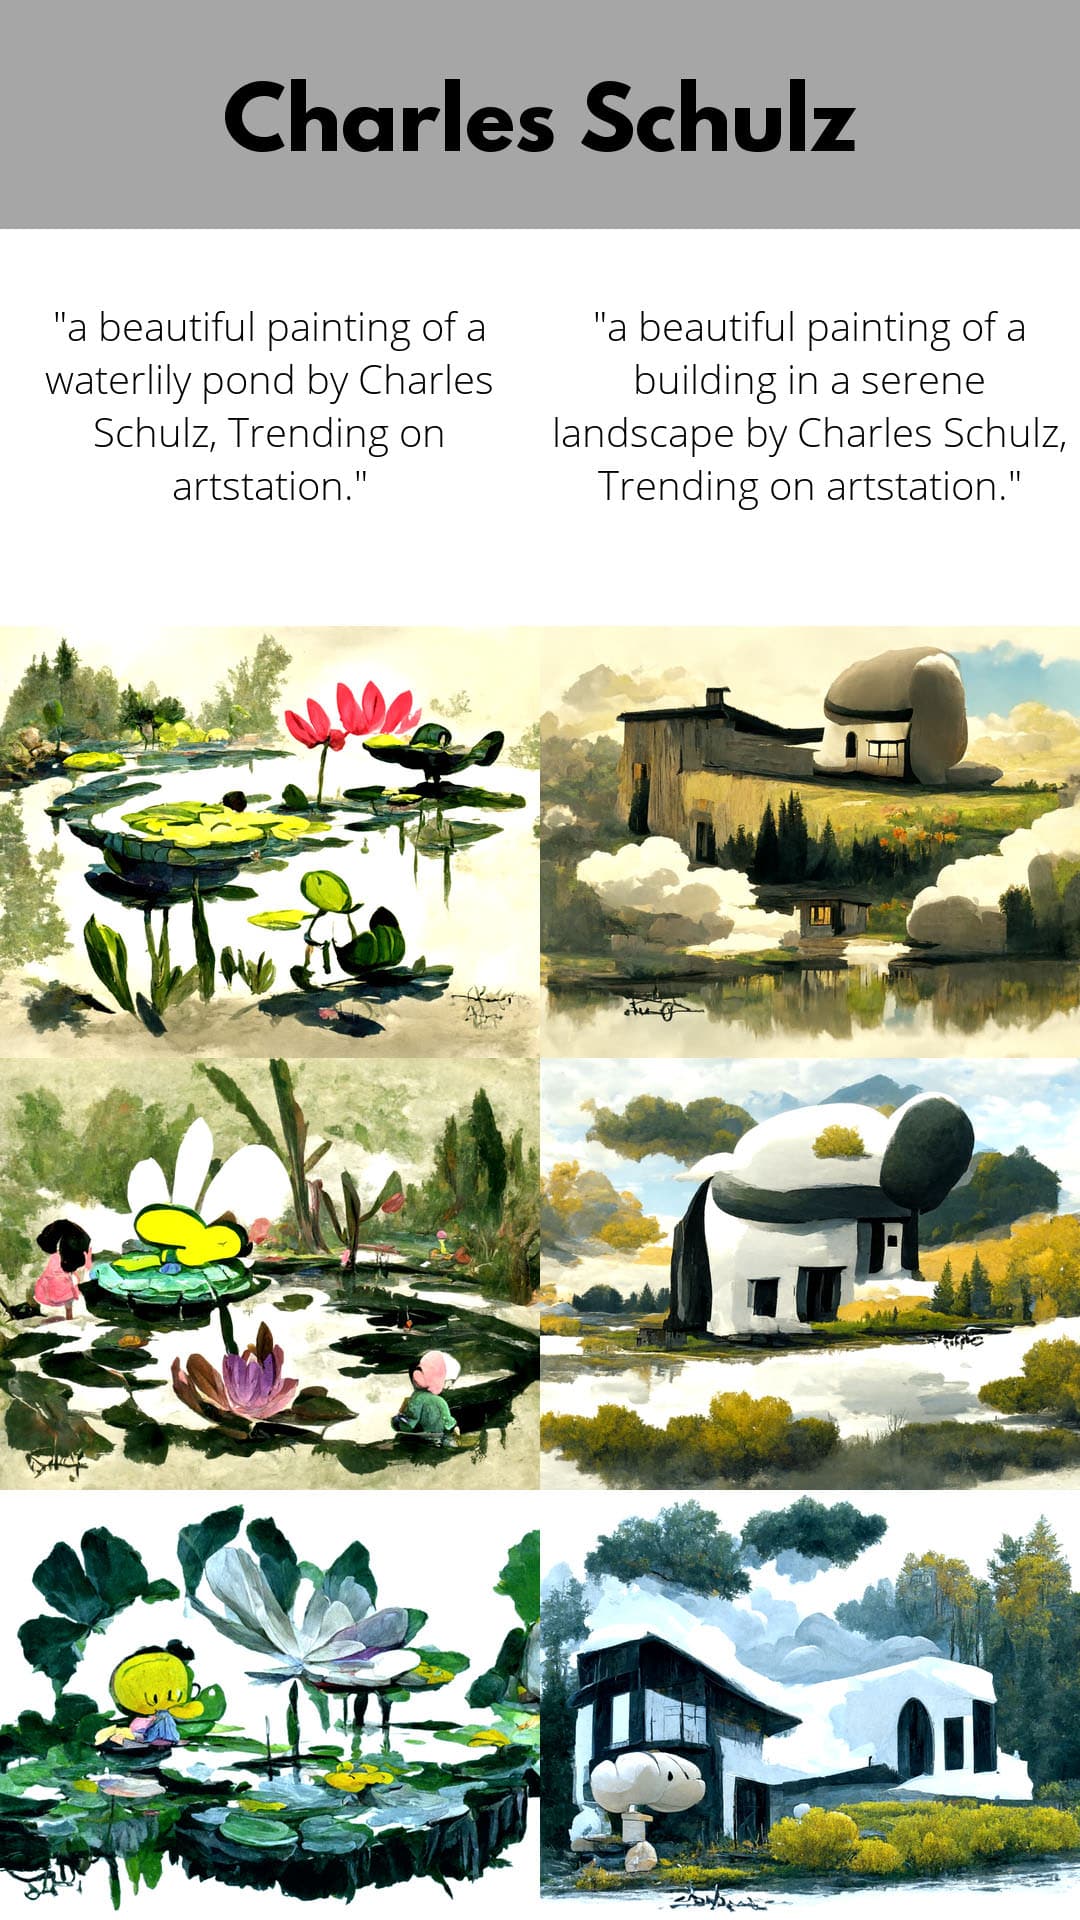 Charles Schulz
"a beautiful painting of a
waterlily pond by Charles
Schulz, Trending on
artstation."
"a beautiful painting of a
building in a serene
landscape by Charles Schulz,
Trending on artstation."